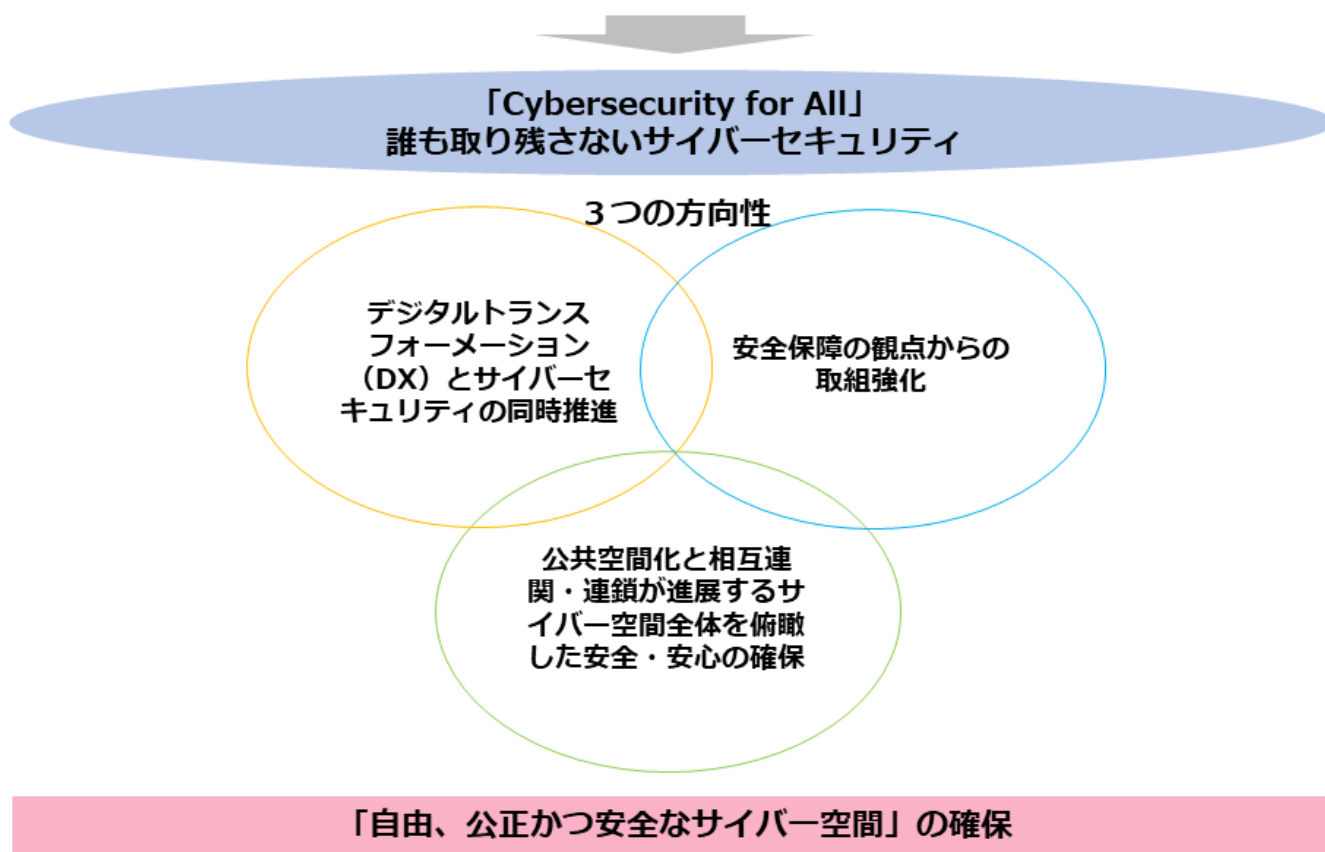 「Cybersecurity for All」
誰も取り残さないサイバーセキュリティ
３つの方向性
デジタルトランス
フォーメーション
（DX）とサイバーセ
キュリティの同時推進
安全保障の観点からの
取組強化
公共空間化と相互連
関・連鎖が進展するサ
イバー空間全体を俯瞰
した安全・安心の確保
「自由、公正かつ安全なサイバー空間」の確保